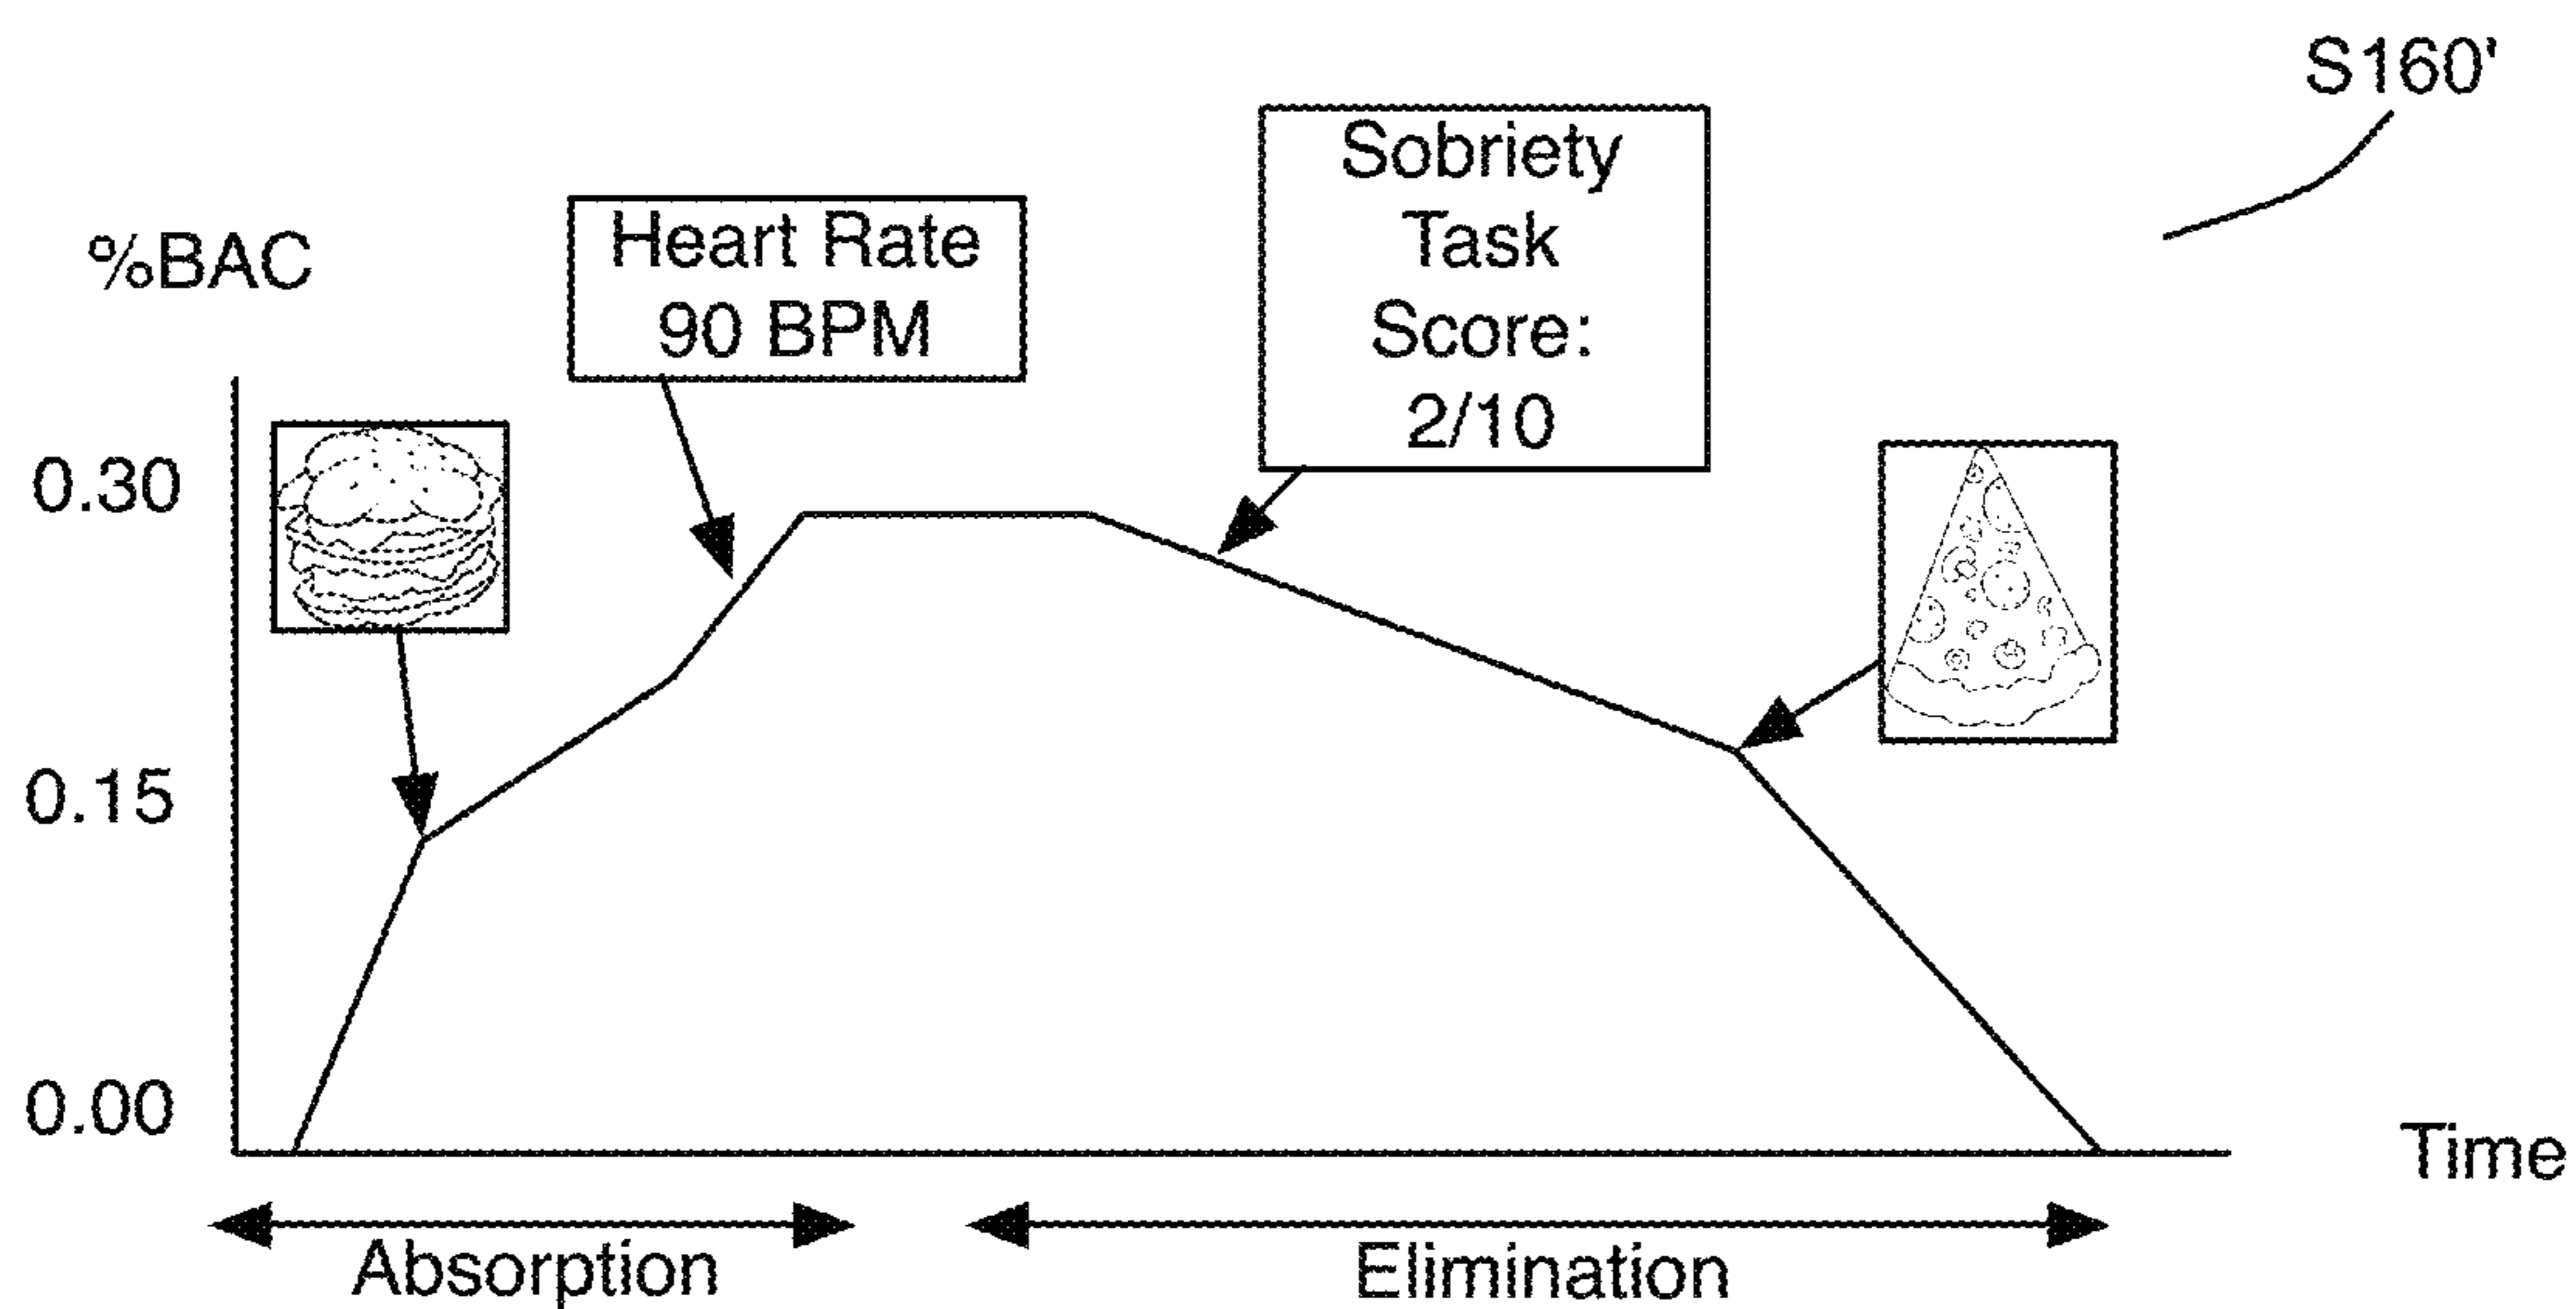 S160'
%BAC
Heart Rate
90 BPM
Sobriety
Task
Score:
2/10
0.30
0.15
0.00
Time
Absorption
Elimination